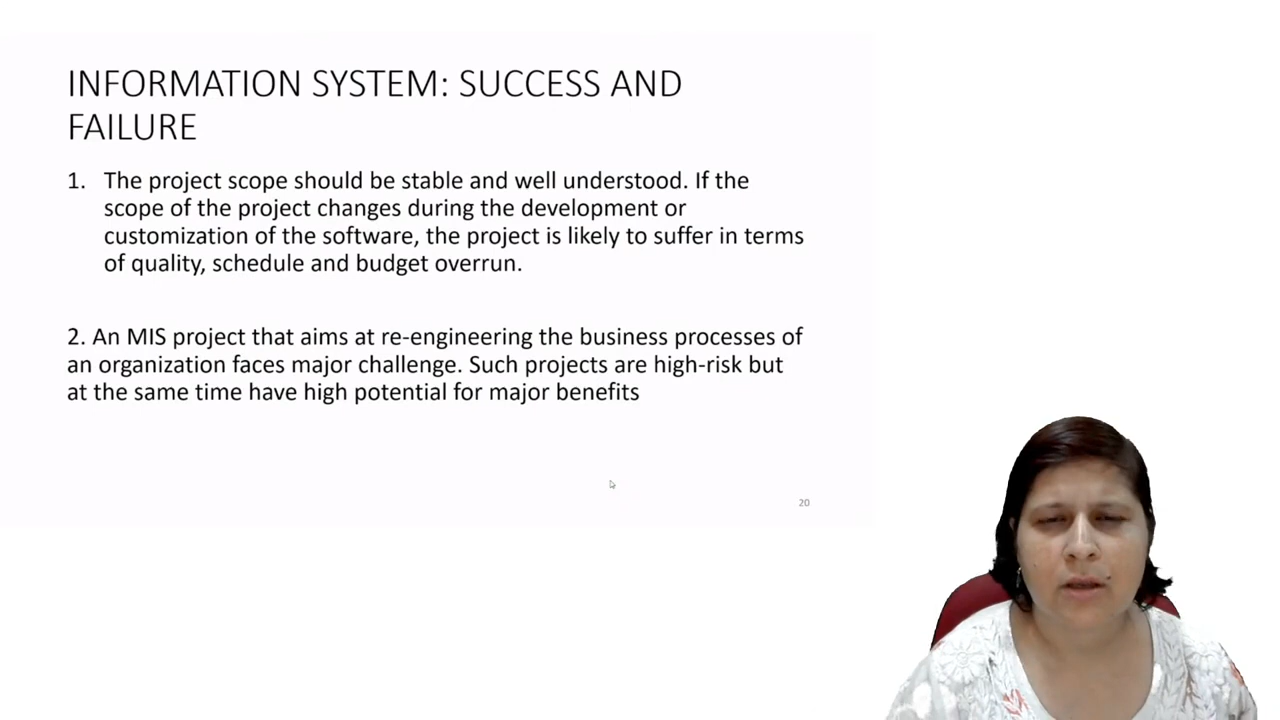 INFORMATION SYSTEM: SUCCESS AND
FAILURE
1. The project scope should be stable and well understood. If the
scope of the project changes during the development or
customization of the software, the project is likely to suffer in terms
of quality, schedule and budget overrun.
2. An MIS project that aims at re-engineering the business processes of
an organization faces major challenge. Such projects are high-risk but
at the same time have high potential for major benefits
20